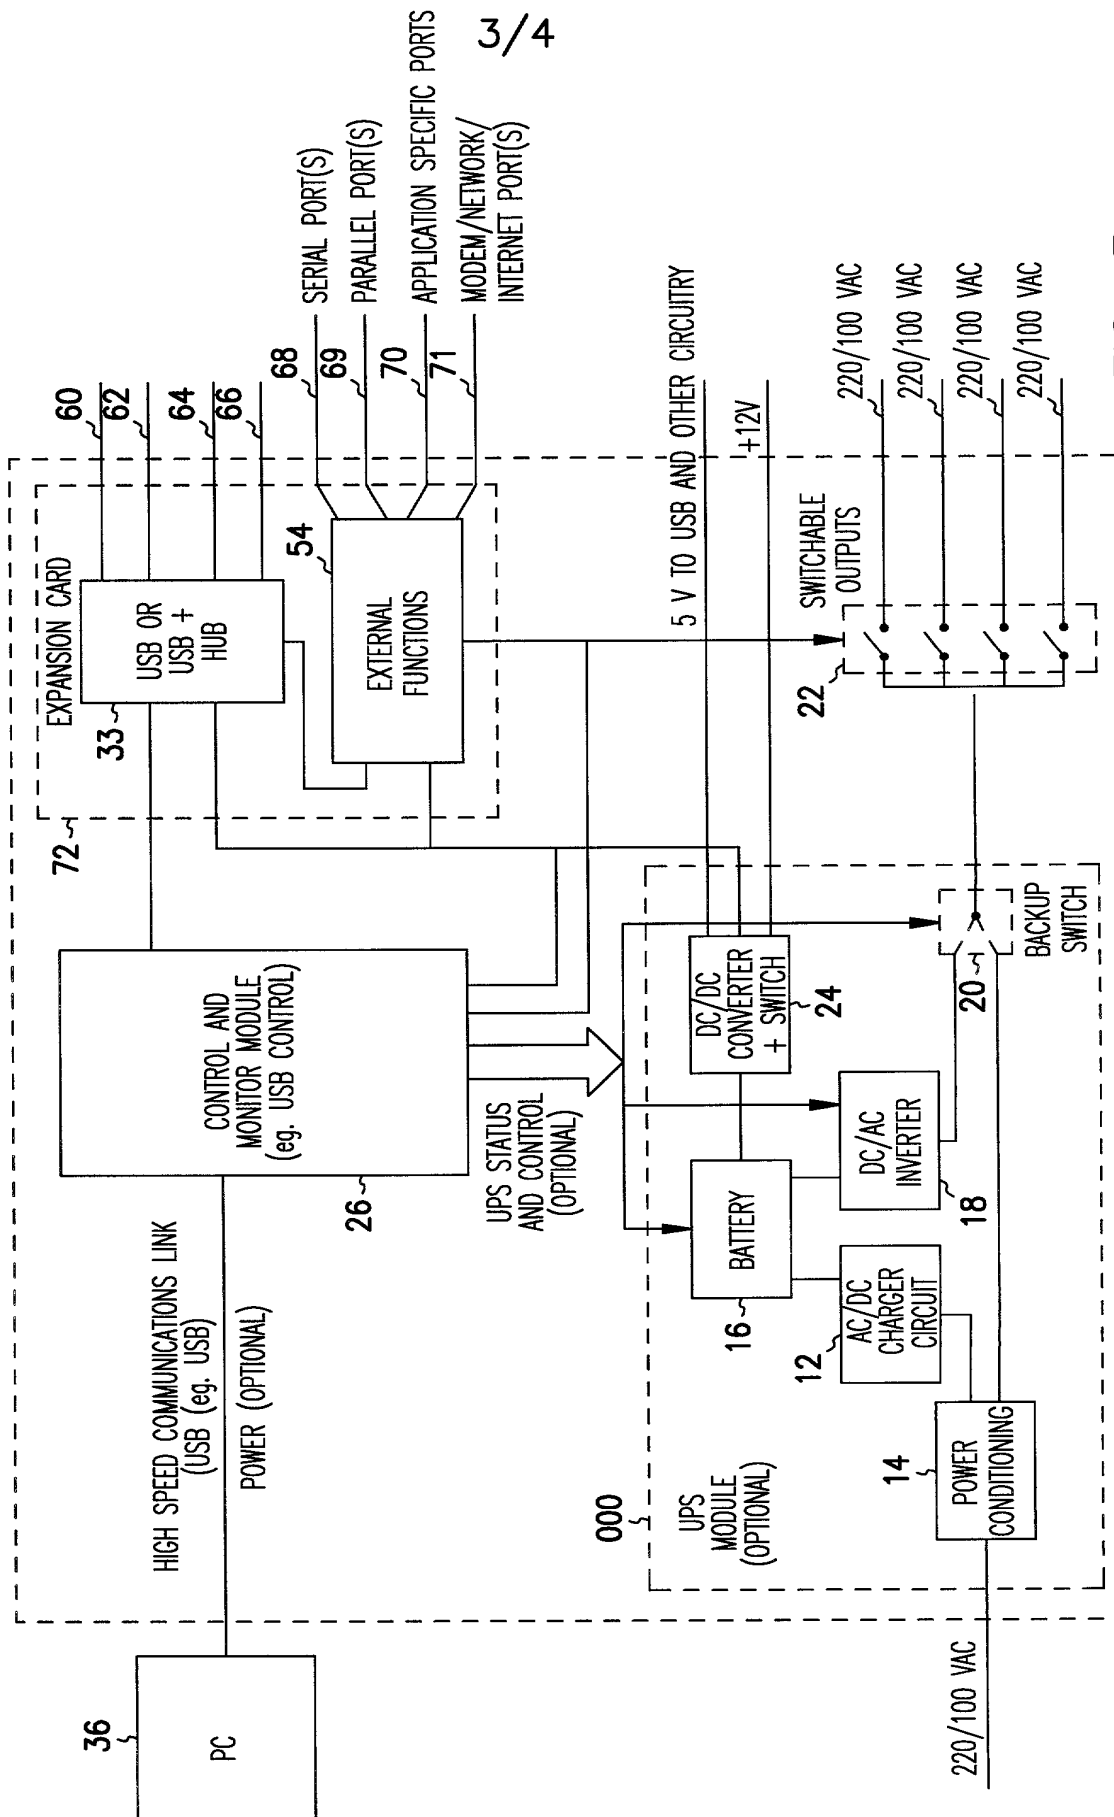 3/4
EXPANSION CARD
72
33
USB OR
USB +
HUB
60
62
64
66
54
EXTERNAL
FUNCTIONS
68
SERIAL PORT(S)
69
PARALLEL PORT(S)
70
APPLICATION SPECIFIC PORTS
71
MODEM/NETWORK/
INTERNET PORT(S)
36
PC
HIGH SPEED COMMUNICATIONS LINK
(USB (eg. USB)
POWER (OPTIONAL)
CONTROL AND
MONITOR MODULE
(eg. USB CONTROL)
26
UPS STATUS
AND CONTROL
(OPTIONAL)
5 V TO USB AND OTHER CIRCUITRY
+12V
000
UPS
MODULE
(OPTIONAL)
16
BATTERY
DC/DC
CONVERTER
+ SWITCH
24
12
AC/DC
CHARGER
CIRCUIT
DC/AC
INVERTER
18
14
POWER
CONDITIONING
20
BACKUP
SWITCH
22
SWITCHABLE
OUTPUTS
220/100 VAC
220/100 VAC
220/100 VAC
220/100 VAC
220/100 VAC